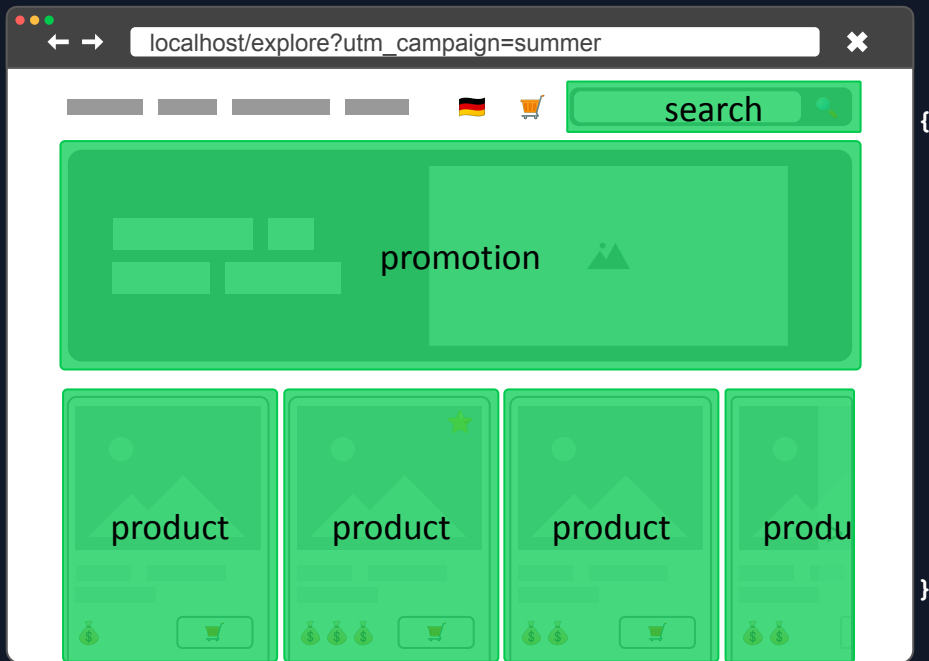 localhost/explore?utm_campaign=summer
search
{
promotion
product product product produ
}